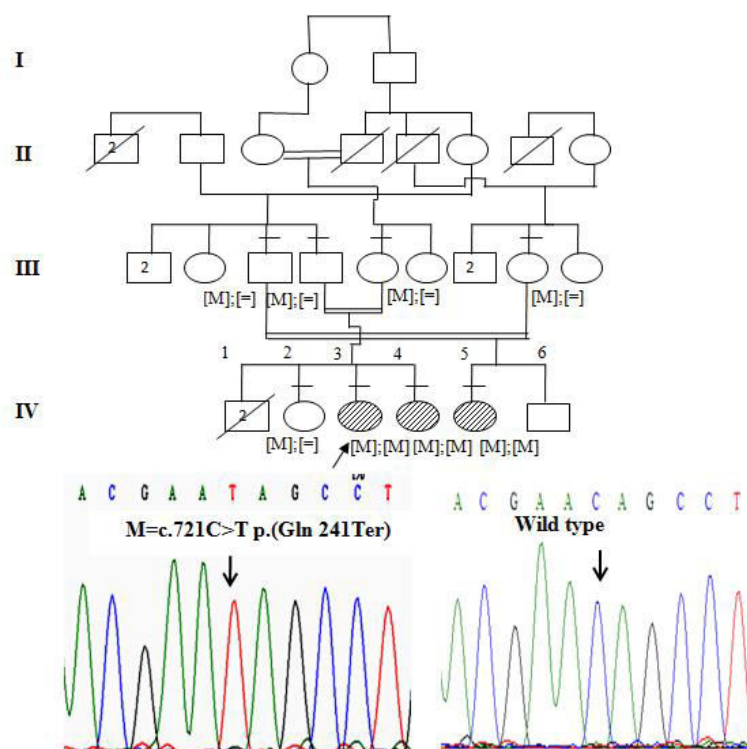 I
2
II
2
2
III
[M];[=] [M];[=] [M];[=] [M];[=]
1 2 3 4 5 6
2
IV
[M];[=] [M];[M] [M];[M] [M];[M]
A C G A A T A G C C T
M=c.721C>T p.(Gln 241Ter)
A C G A A C A G C C T
Wild type